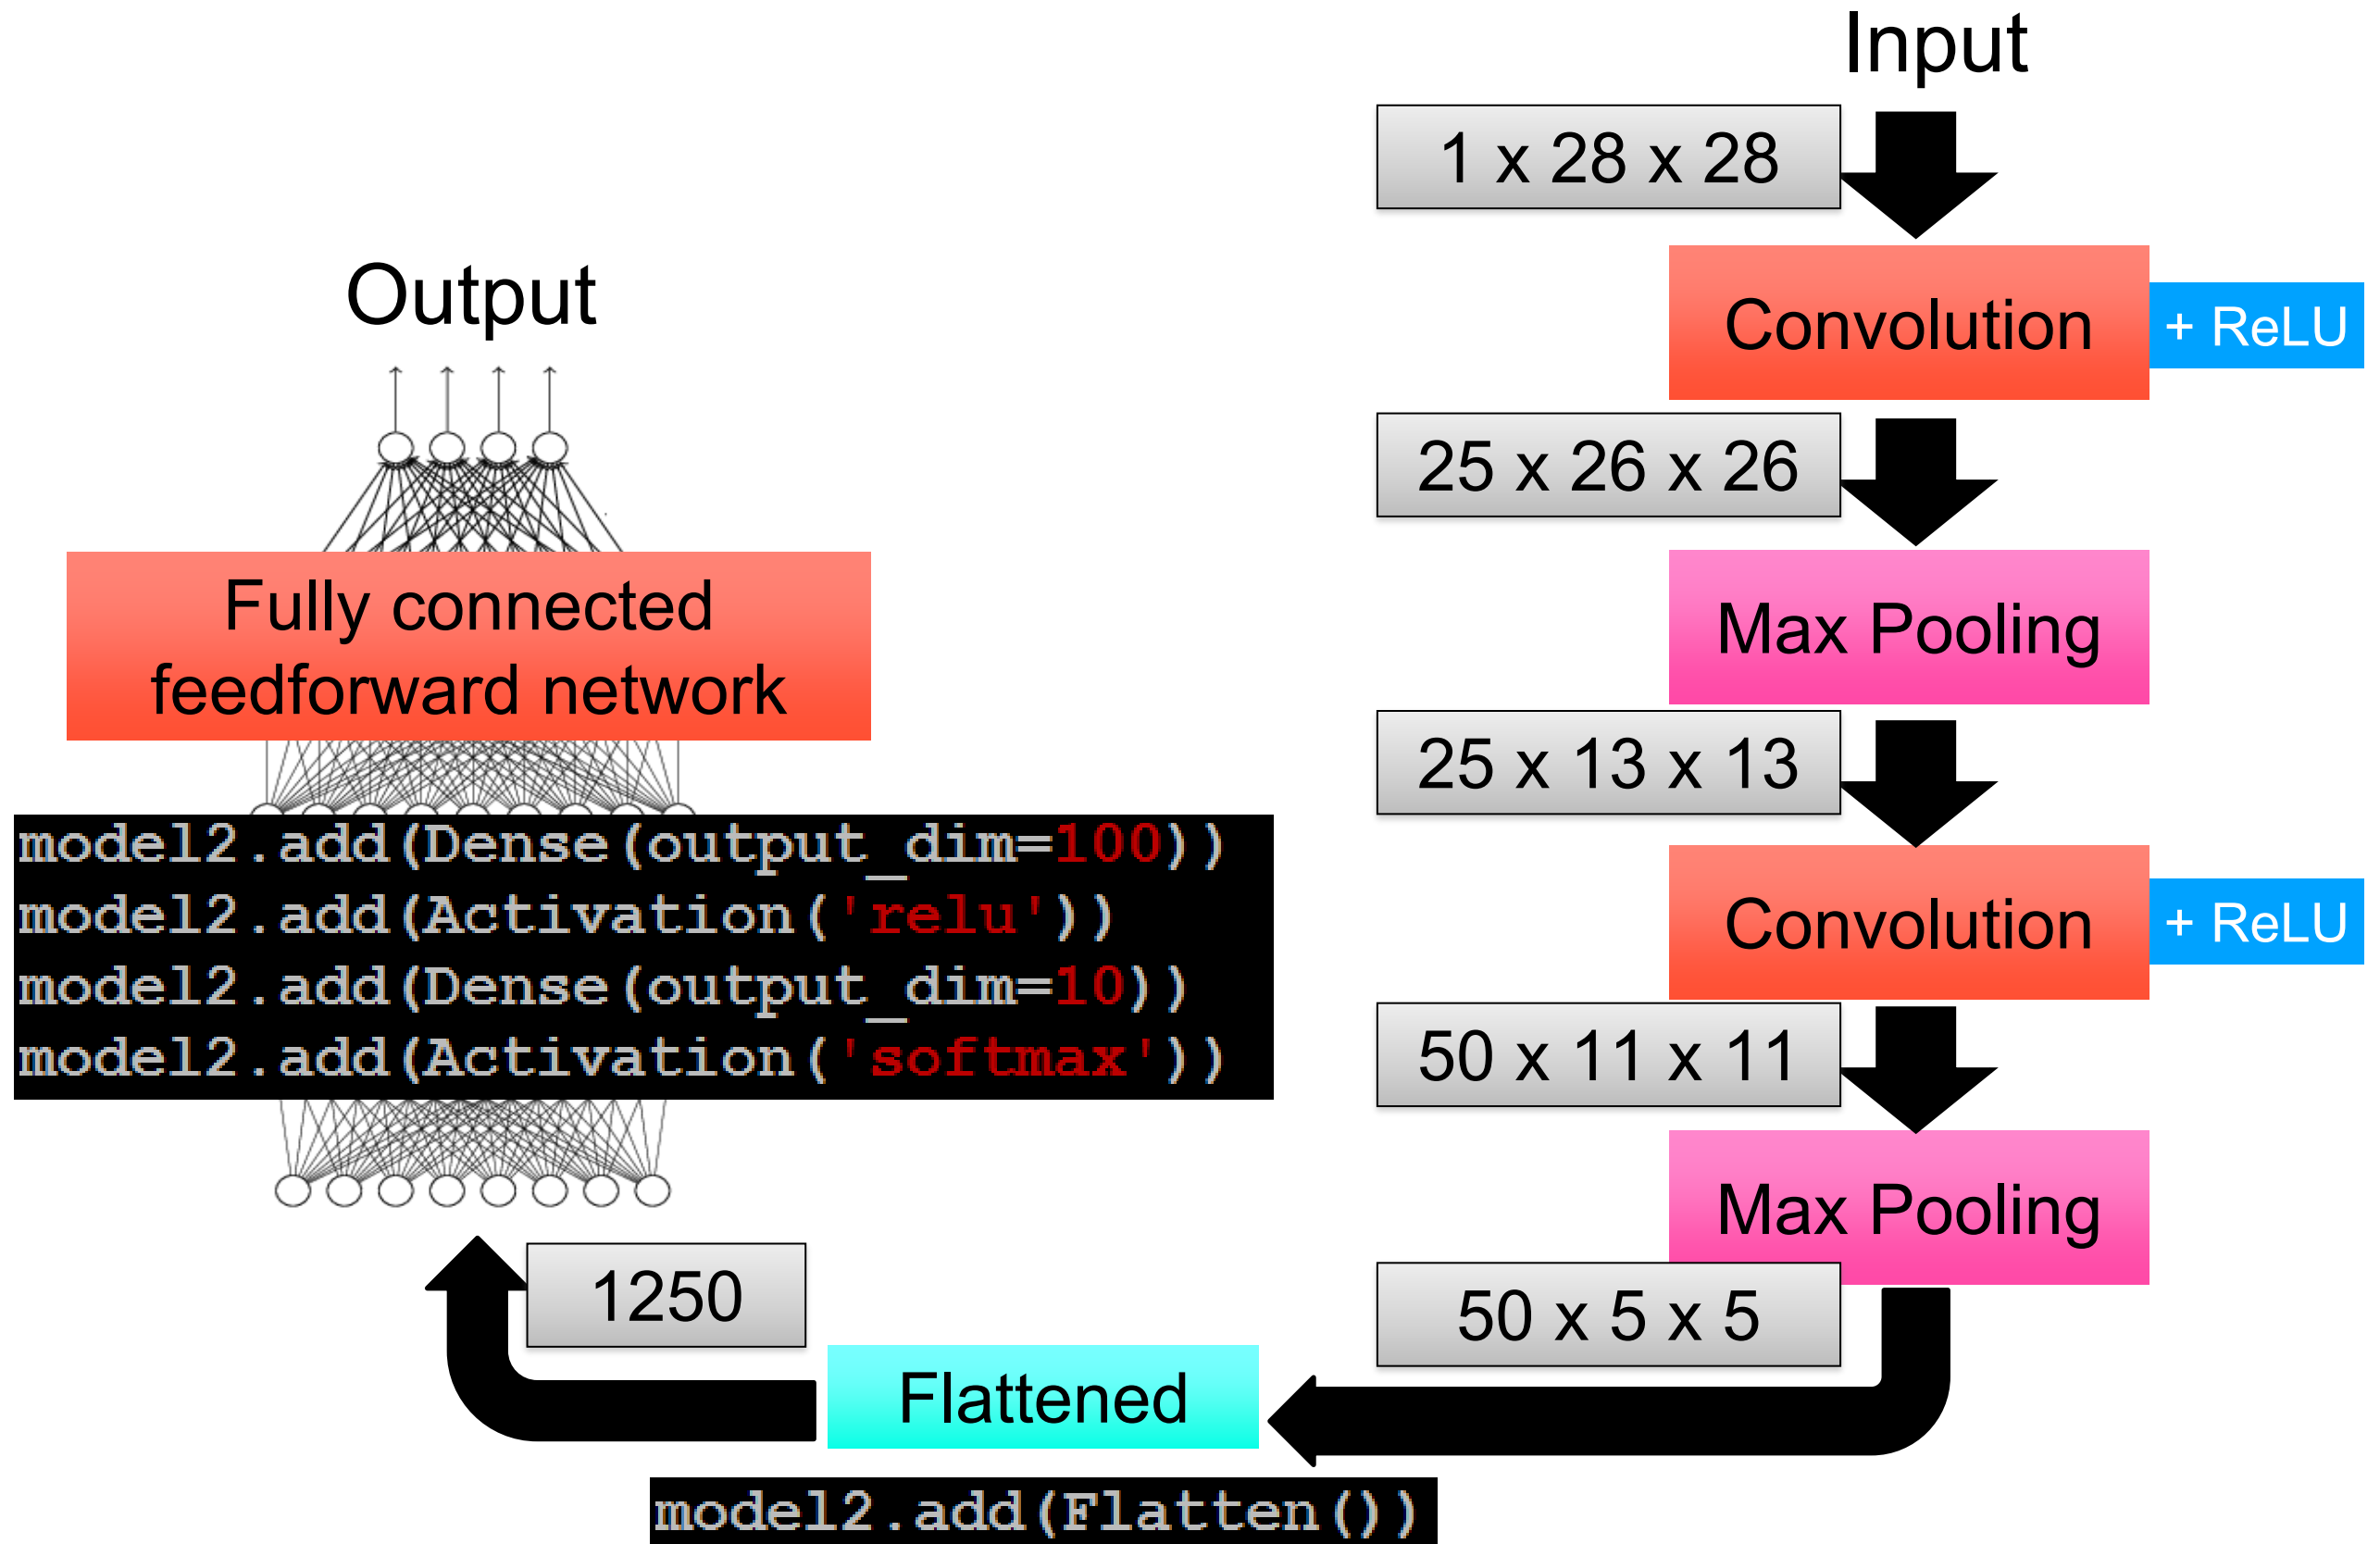 Input
1 x 28 x 28
Convolution
+ ReLU
25 x 26 x 26
Max Pooling
25 x 13 x 13
Convolution
+ ReLU
50 x 11 x 11
Max Pooling
50 x 5 x 5
Flattened
model2.add(Flatten())
1250
model2.add(Dense(output_dim=100))
model2.add(Activation('relu'))
model2.add(Dense(output_dim=10))
model2.add(Activation('softmax'))
Fully connected
feedforward network
Output